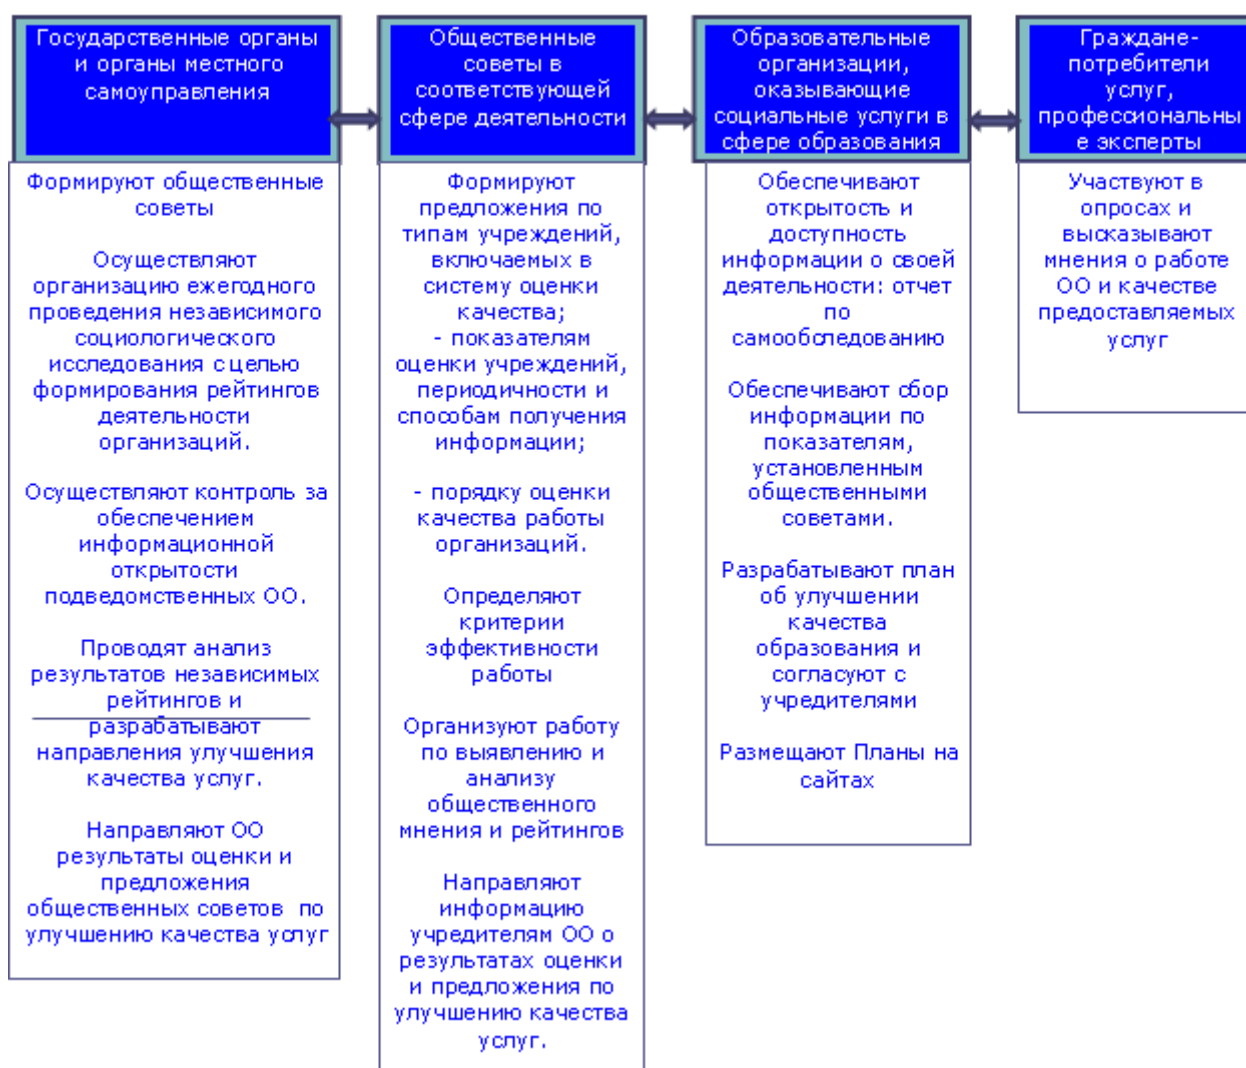 Государственные органы
и органы местного
самоуправления
Формируют общественные
советы
Осуществляют
организацию ежегодного
проведения независимого
социологического
исследования с целью
формирования рейтингов
деятельности
организаций.
Осуществляют контроль за
обеспечением
информационной
открытости
подведомственных ОО.
Проводят анализ
результатов независимых
рейтингов и
разрабатывают
направления улучшения
качества услуг.
Направляют ОО
результаты оценки и
предложения
общественных советов по
улучшению качества услуг
Общественные
советы в
соответствующей
сфере деятельности
Формируют
предложения по
типам учреждений,
включаемых в
систему оценки
качества;
- показателям
оценки учреждений,
периодичности и
способам получения
информации;
- порядку оценки
качества работы
организаций.
Определяют
критерии
эффективности
работы
Организуют работу
по выявлению и
анализу
общественного
мнения и рейтингов
Направляют
информацию
учредителям ОО о
результатах оценки
и предложения по
улучшению качества
услуг.
Образовательные
организации,
оказывающие
социальные услуги в
сфере образования
Обеспечивают
открытость и
доступность
информации о своей
деятельности: отчет
по
самообследованию
Обеспечивают сбор
информации по
показателям,
установленным
общественными
советами.
Разрабатывают план
об улучшении
качества
образования и
согласуют с
учредителями
Размещают Планы на
сайтах
Граждане-
потребители
услуг,
профессиональны
е эксперты
Участвуют в
опросах и
высказывают
мнения о работе
ОО и качестве
предоставляемых
услуг